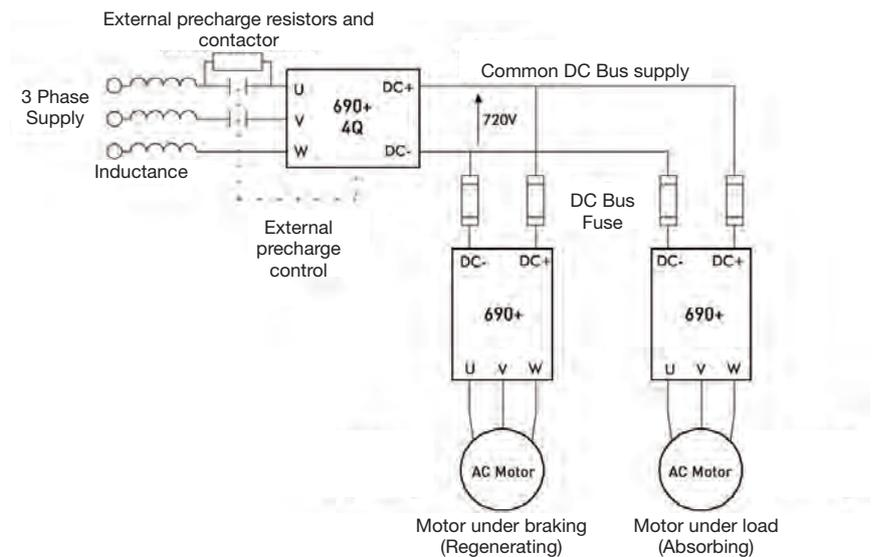 External precharge resistors and
contactor
3 Phase
Supply
Inductance
U
V
W
690+
4Q
DC+
DC-
Common DC Bus supply
720V
External
precharge
control
DC Bus
Fuse
DC- DC+
690+
U V W
AC Motor
Motor under braking
(Regenerating)
DC- DC+
690+
U V W
AC Motor
Motor under load
(Absorbing)